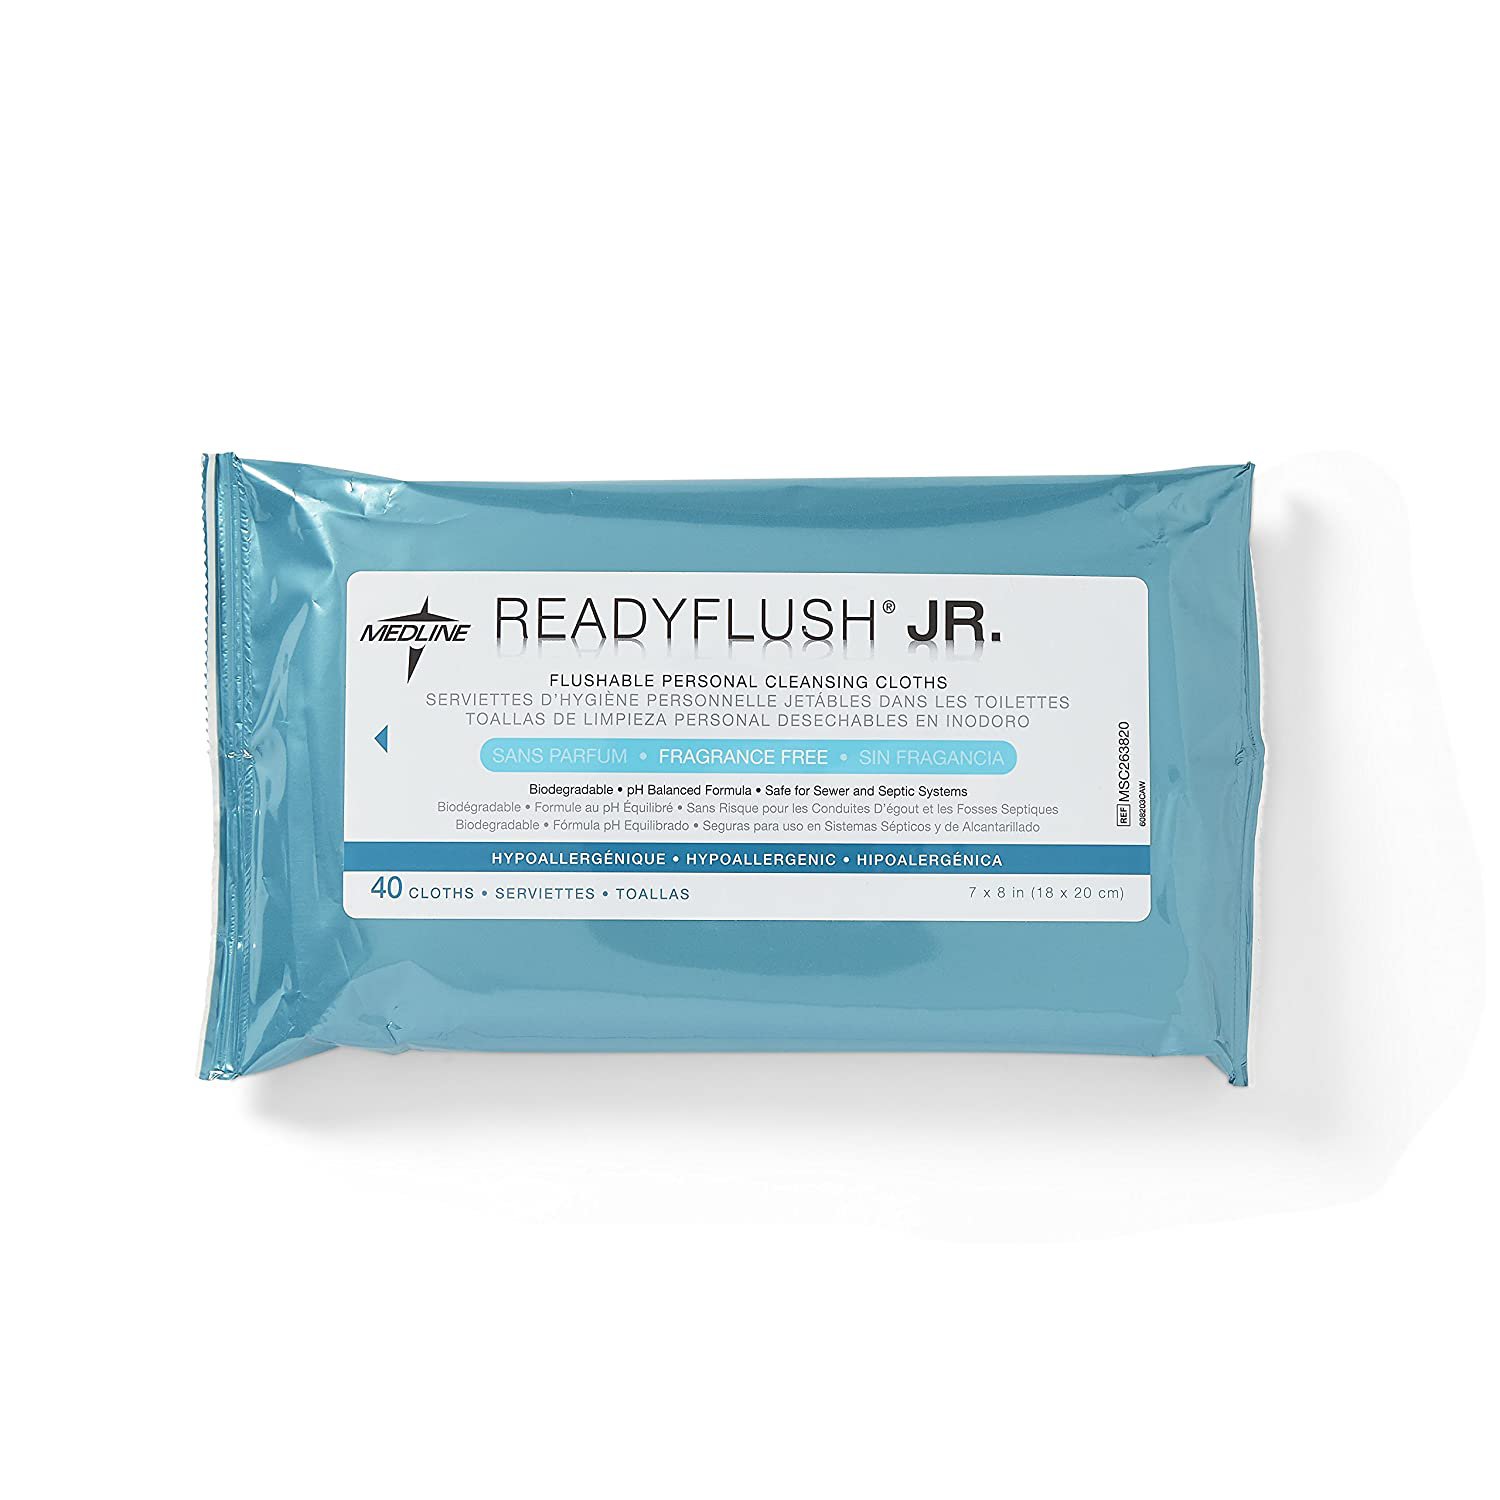 MEDLINE
READYFLUSH® JR.
FLUSHABLE PERSONAL CLEANSING CLOTHS
SERVIETTES D'HYGIÈNE PERSONNELLE JETÁBLES DANS LES TOILETTES
TOALLAS DE LIMPIEZA PERSONAL DESECHABLES EN INODORO
SANS PARFUM • FRAGRANCE FREE • SIN FRAGANCIA
Biodegradable • pH Balanced Formula • Safe for Sewer and Septic Systems
Biodégradable • Formule au pH Équilibré • Sans Risque pour les Conduites D'égout et les Fosses Septiques
Biodegradable • Fórmula pH Equilibrado • Seguras para uso en Sistemas Sépticos y de Alcantarillado
HYPOALLERGÉNIQUE • HYPOALLERGENIC • HIPOALERGÉNICA
40 CLOTHS • SERVIETTES • TOALLAS
7 x 8 in (18 x 20 cm)
REF MSC263820
608203CAW